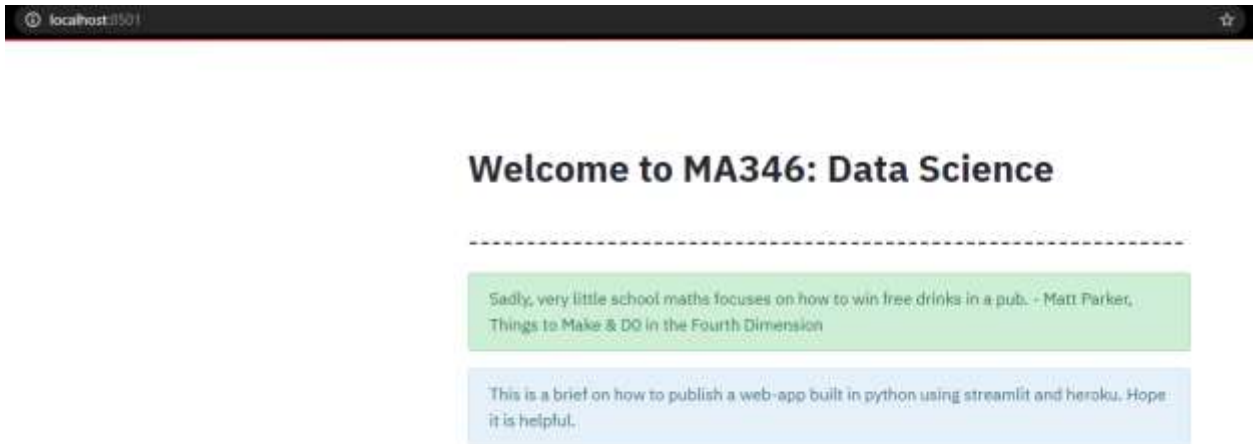 localhost:8501
Welcome to MA346: Data Science
--------------------------------------------------------------
Sadly, very little school maths focuses on how to win free drinks in a pub. - Matt Parker,
Things to Make & D0 in the Fourth Dimension
This is a brief on how to publish a web-app built in python using streamlit and heroku. Hope
it is helpful.